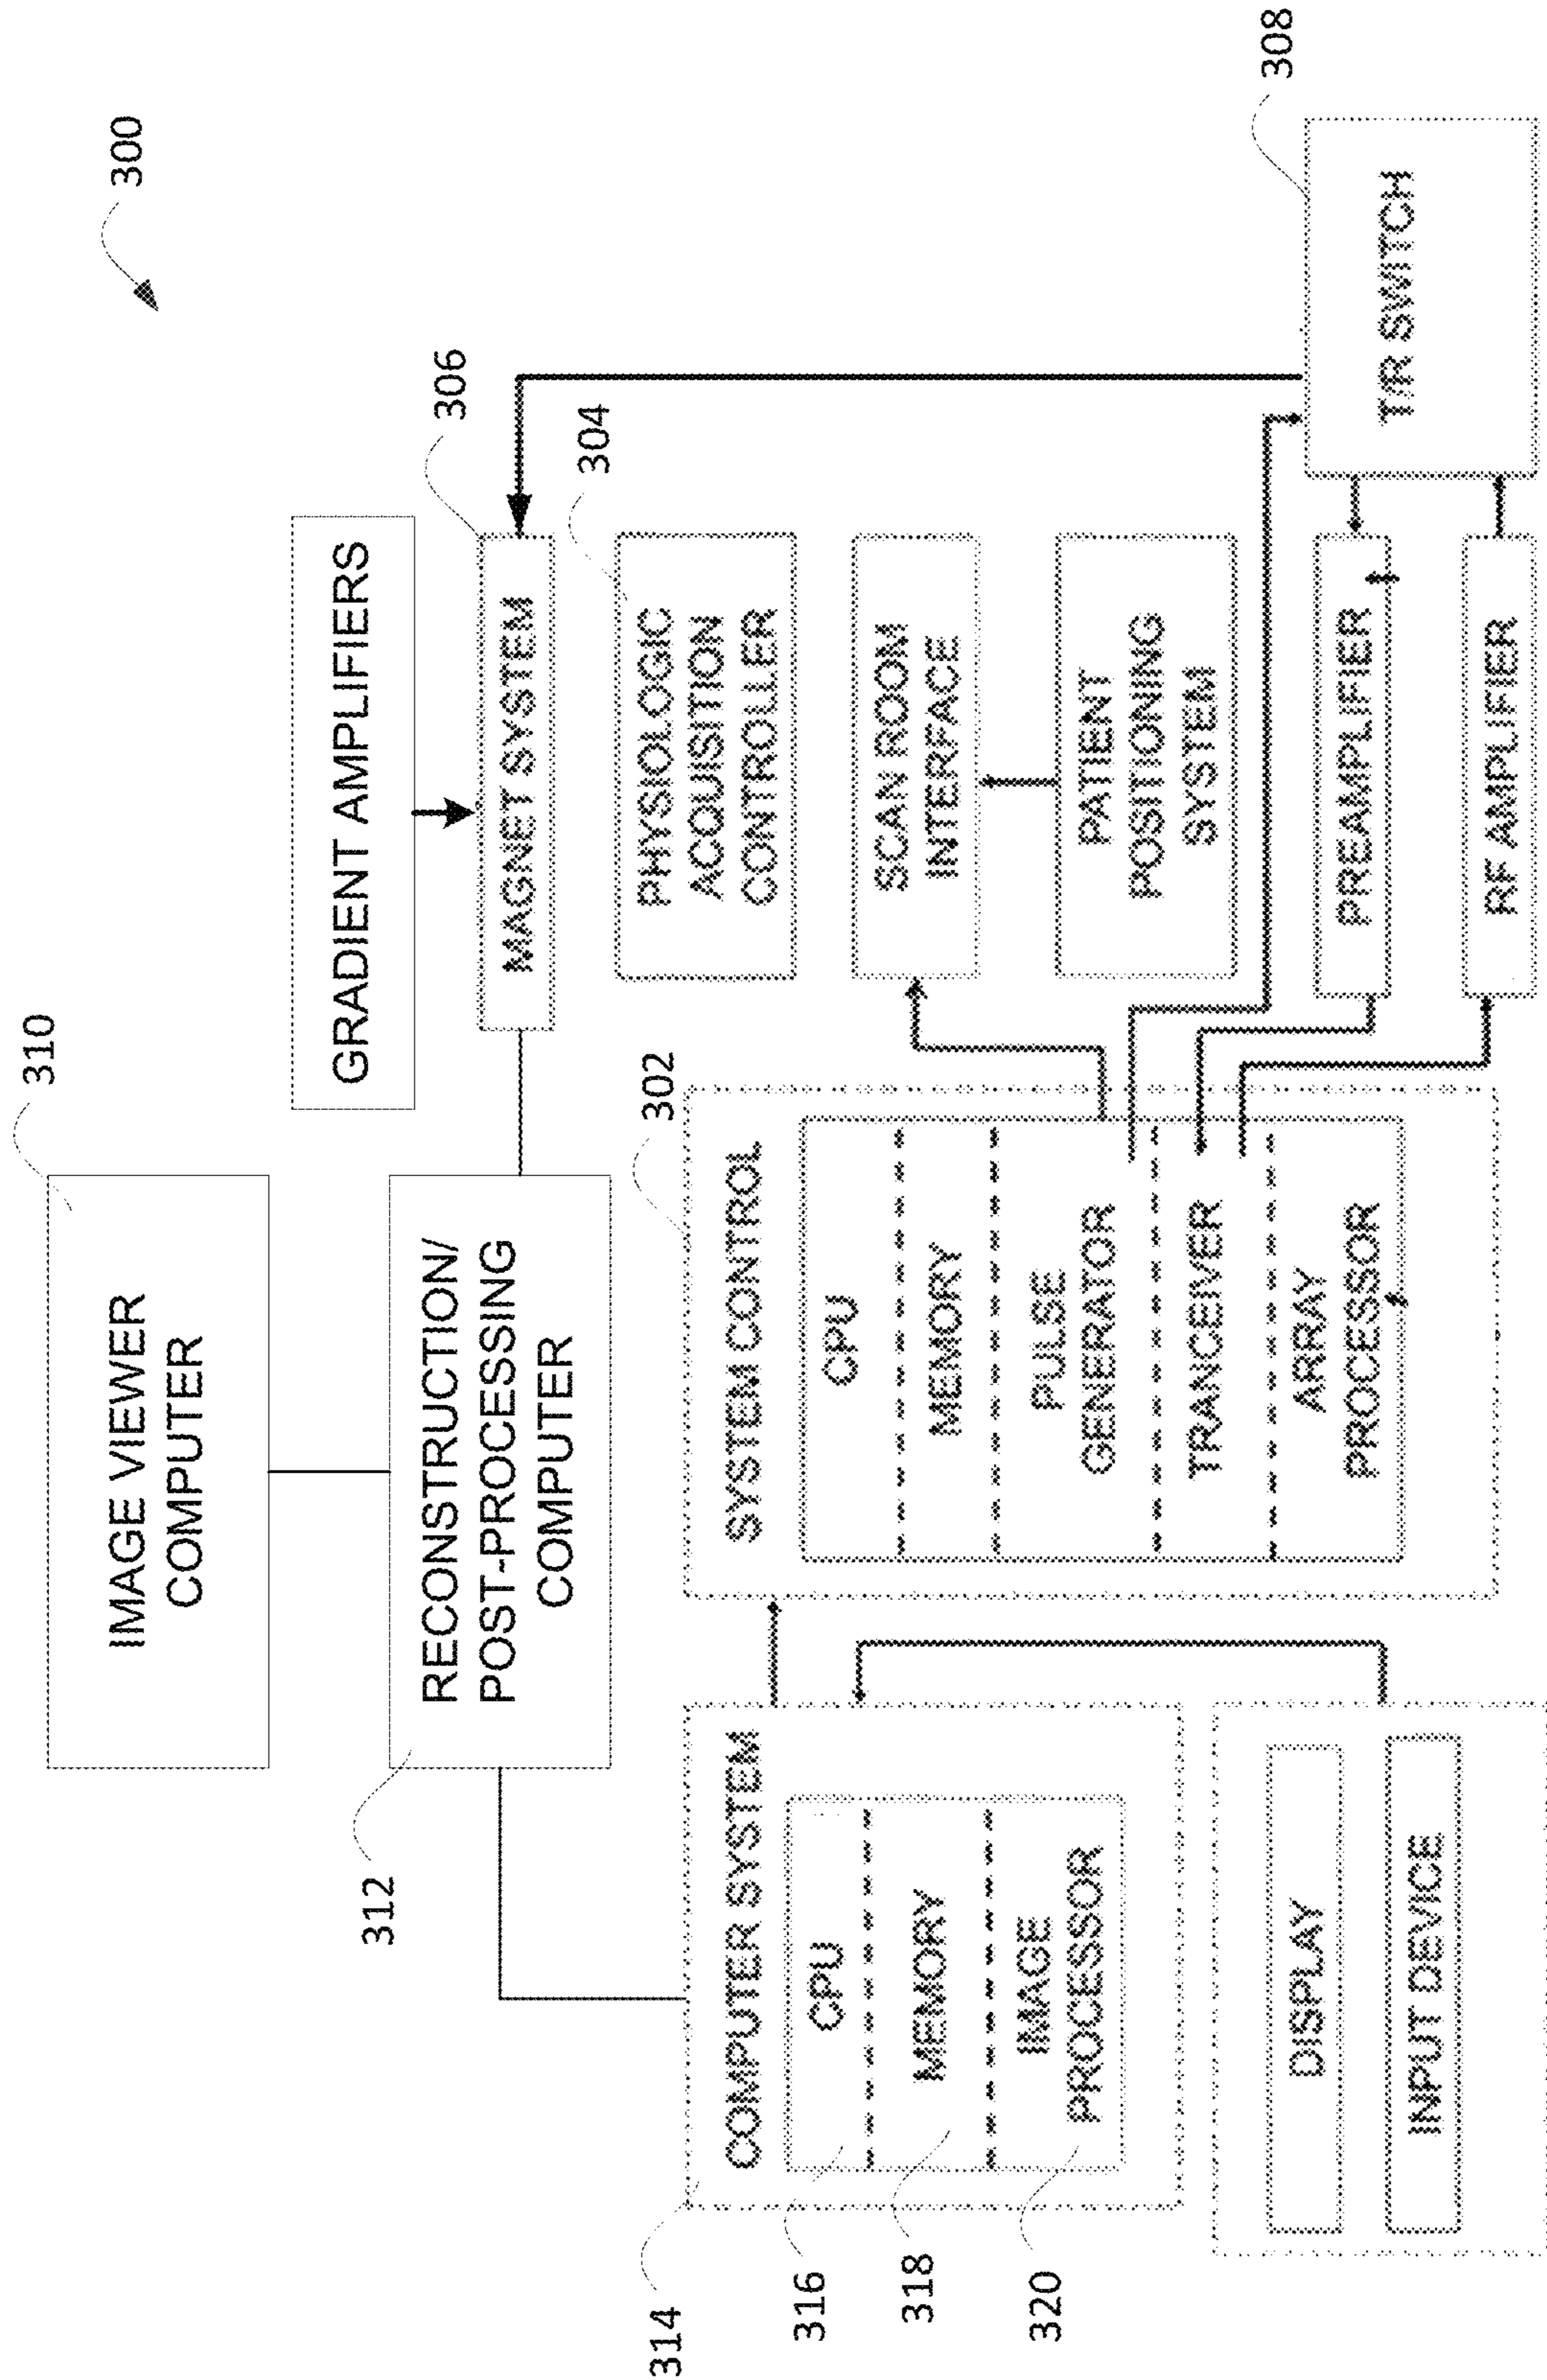 300
310
IMAGE VIEWER
COMPUTER
GRADIENT AMPLIFIERS
306
312
RECONSTRUCTION/
POST-PROCESSING
COMPUTER
MAGNET SYSTEM
304
PHYSIOLOGIC
ACQUISITION
CONTROLLER
314
COMPUTER SYSTEM
316
CPU
318
MEMORY
320
IMAGE
PROCESSOR
302
SYSTEM CONTROL
CPU
MEMORY
PULSE
GENERATOR
TRANCEIVER
ARRAY
PROCESSOR
SCAN ROOM
INTERFACE
PATIENT
POSITIONING
SYSTEM
308
T/R SWITCH
PREAMPLIFIER
RF AMPLIFIER
DISPLAY
INPUT DEVICE